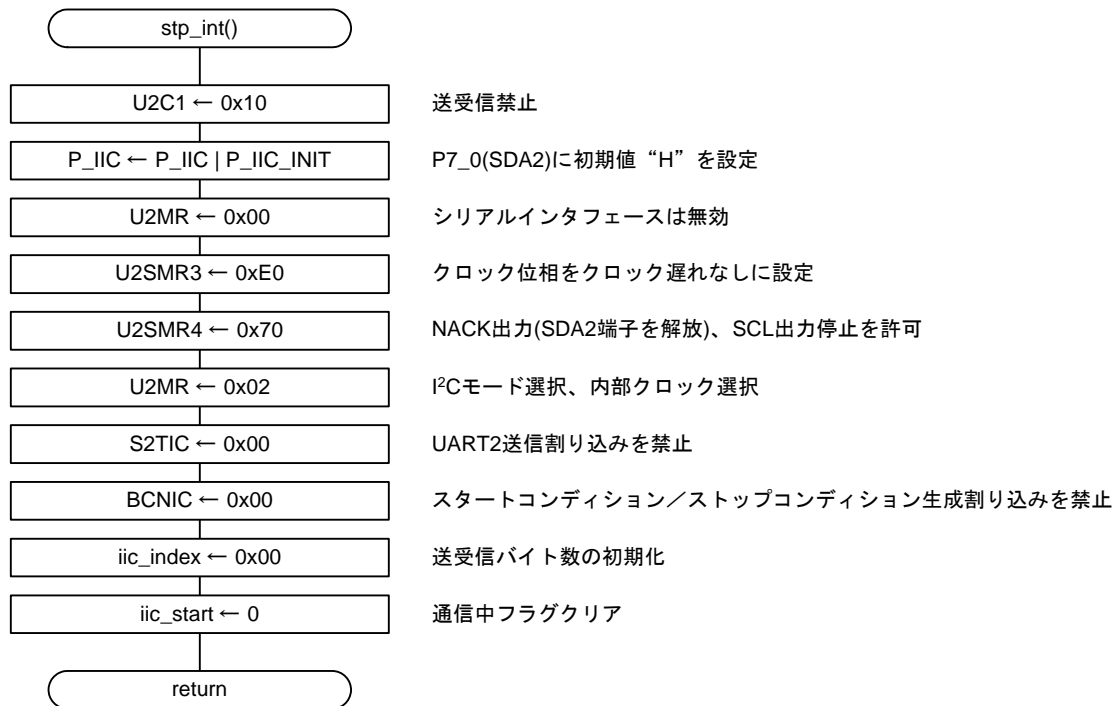 stp_int()
U2C1 ← 0x10 送受信禁止
P_IIC ← P_IIC | P_IIC_INIT P7_0(SDA2)に初期値“H”を設定
U2MR ← 0x00 シリアルインタフェースは無効
U2SMR3 ← 0xE0 クロック位相をクロック遅れなしに設定
U2SMR4 ← 0x70 NACK出力(SDA2端子を解放)、SCL出力停止を許可
U2MR ← 0x02 I²Cモード選択、内部クロック選択
S2TIC ← 0x00 UART2送信割り込みを禁止
BCNIC ← 0x00 スタートコンディション／ストップコンディション生成割り込みを禁止
iic_index ← 0x00 送受信バイト数の初期化
iic_start ← 0 通信中フラグクリア
return